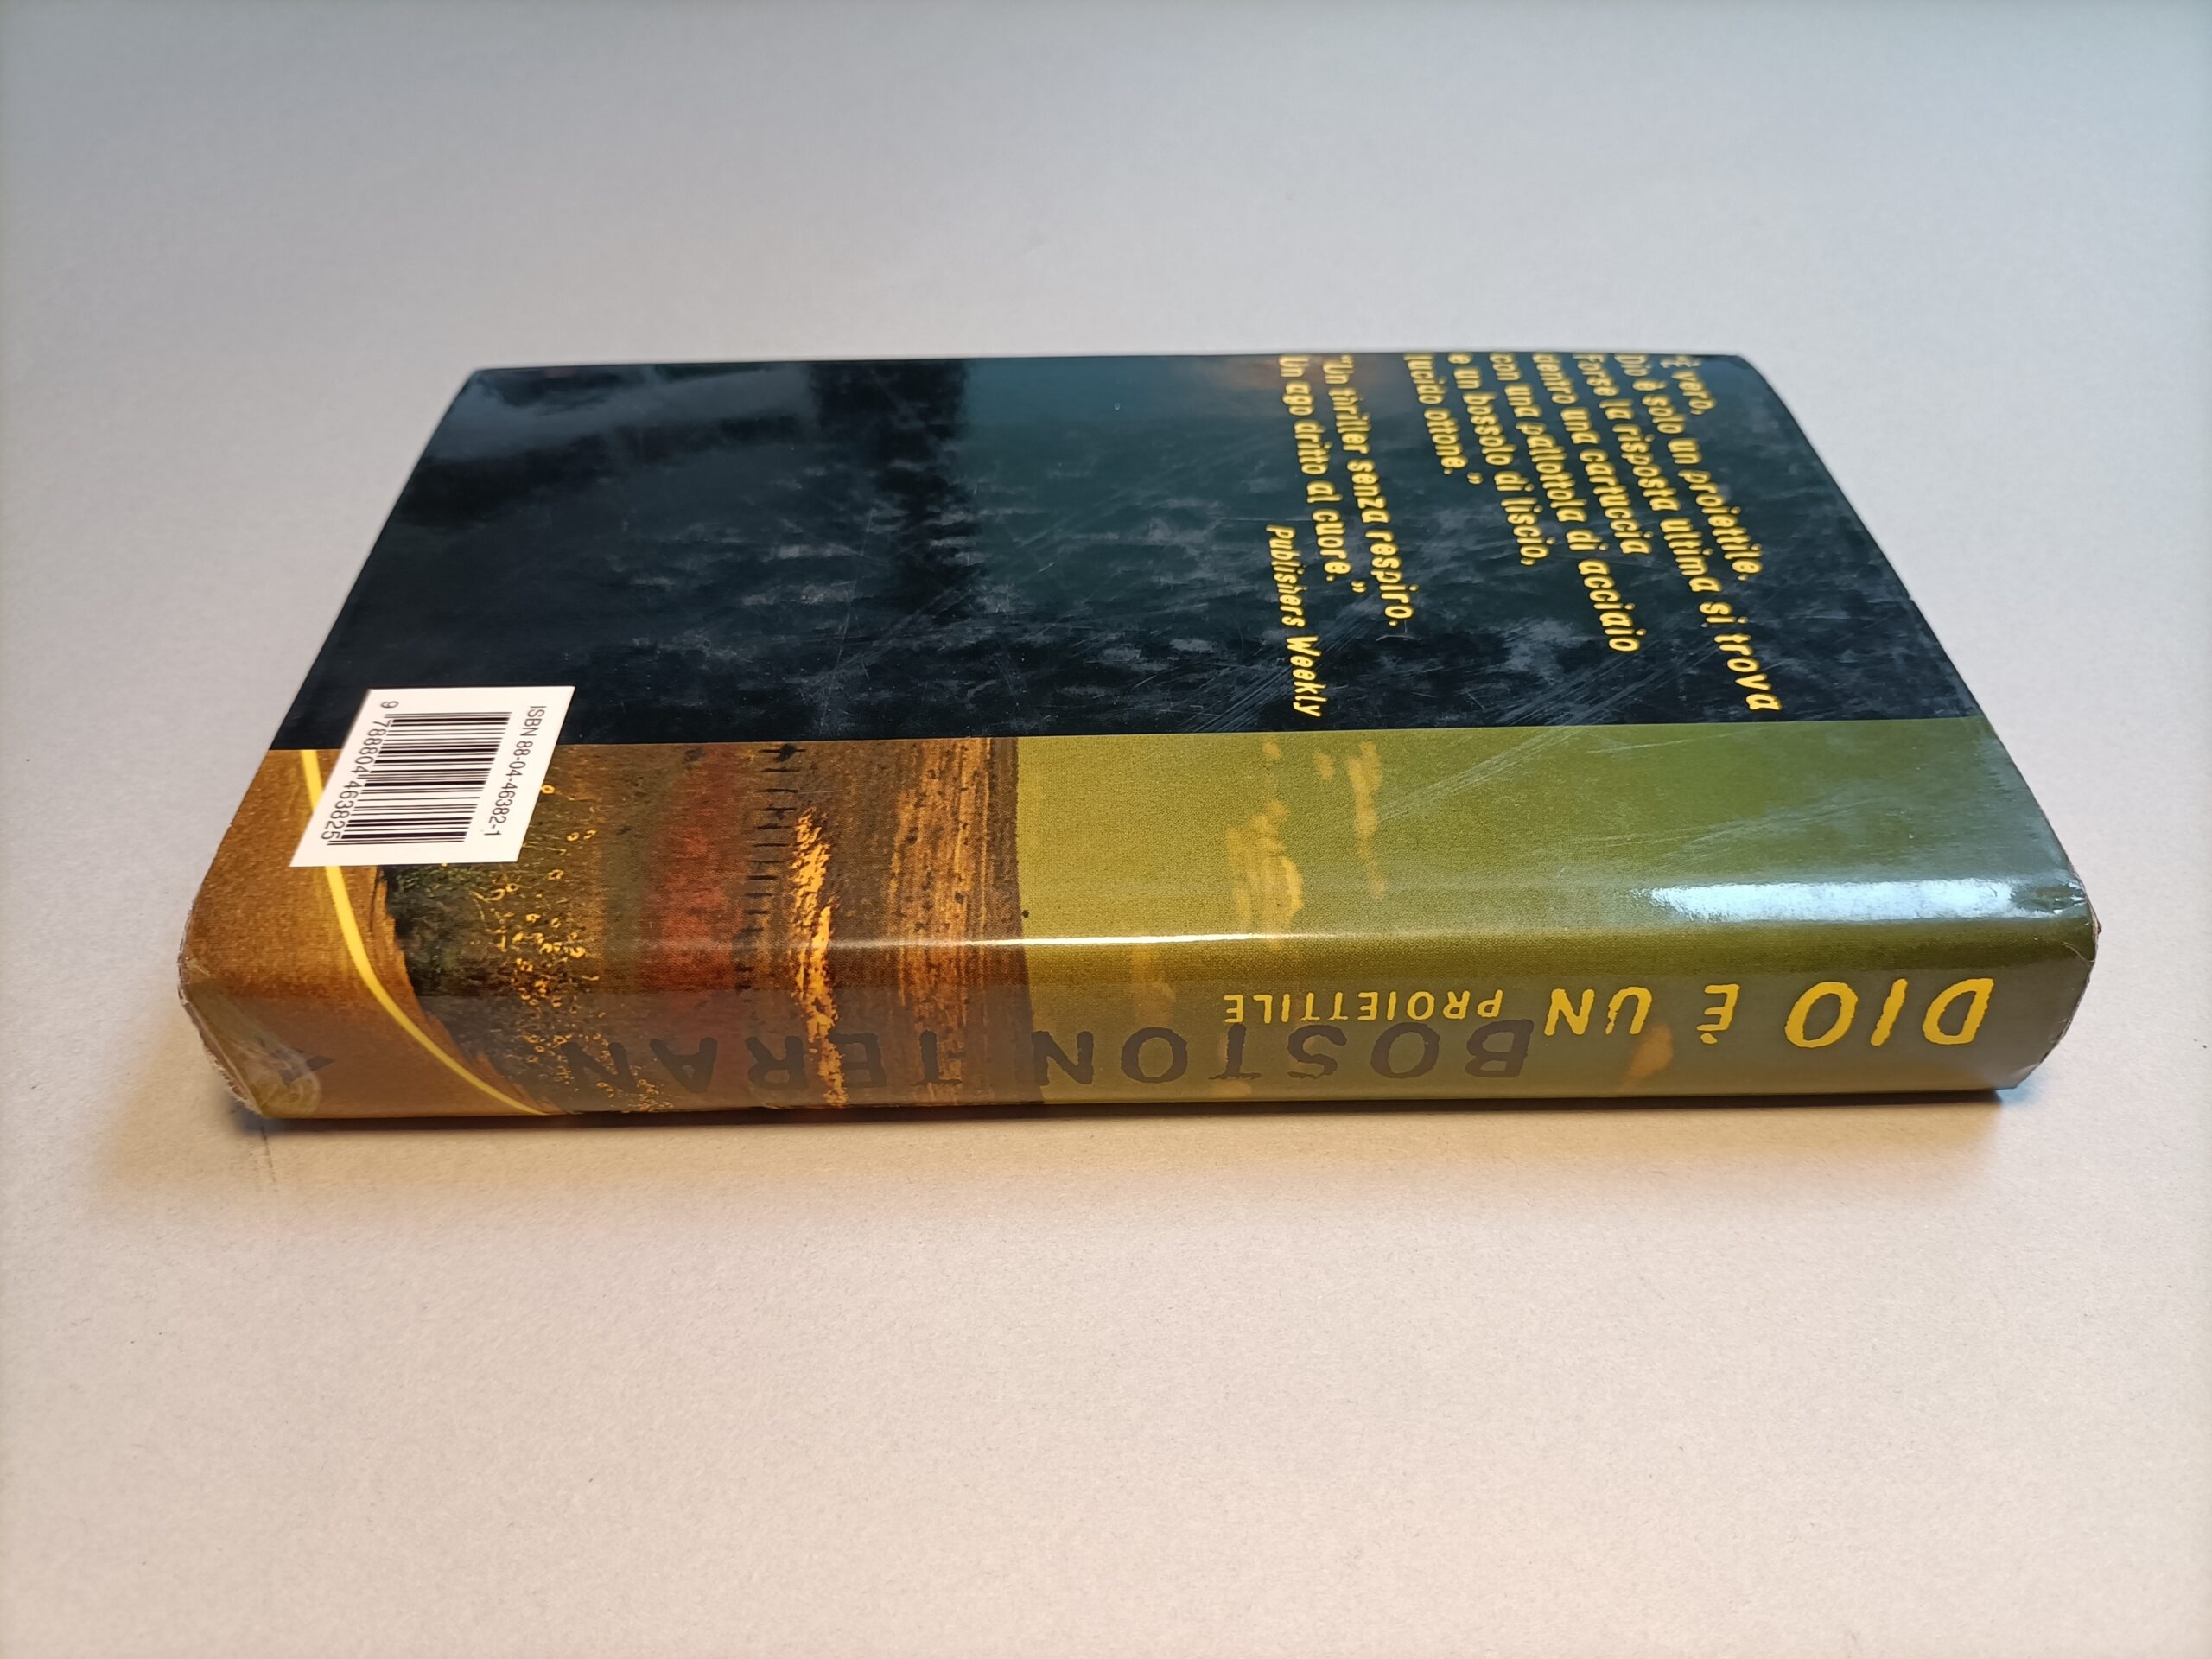 "È vero,
Dio è solo un proiettile.
Forse la risposta ultima si trova
dentro una cartuccia
con una pallottola di acciaio
e un bossolo di liscio,
lucido ottone."
"Un thriller senza respiro.
Un ago dritto al cuore."
Publishers Weekly
ISBN 88-04-46382-1
9 788804 463825
DIO È UN PROIETTILE
BOSTON TERAN